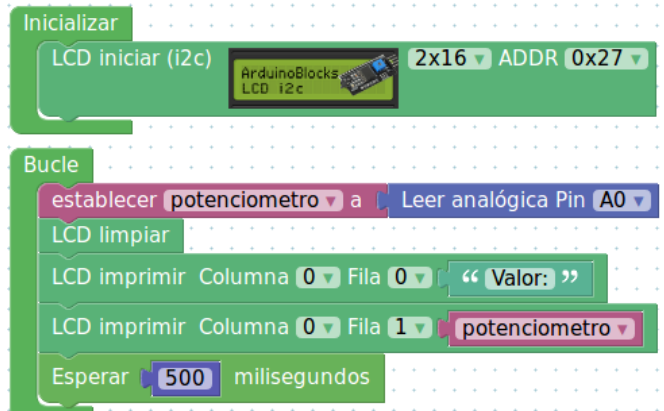 Inicializar
LCD iniciar (i2c) ArduinoBlocks LCD i2c 2x16 ADDR 0x27
Bucle
establecer potenciometro a Leer analógica Pin A0
LCD limpiar
LCD imprimir Columna 0 Fila 0 “ Valor: ”
LCD imprimir Columna 0 Fila 1 potenciometro
Esperar 500 milisegundos